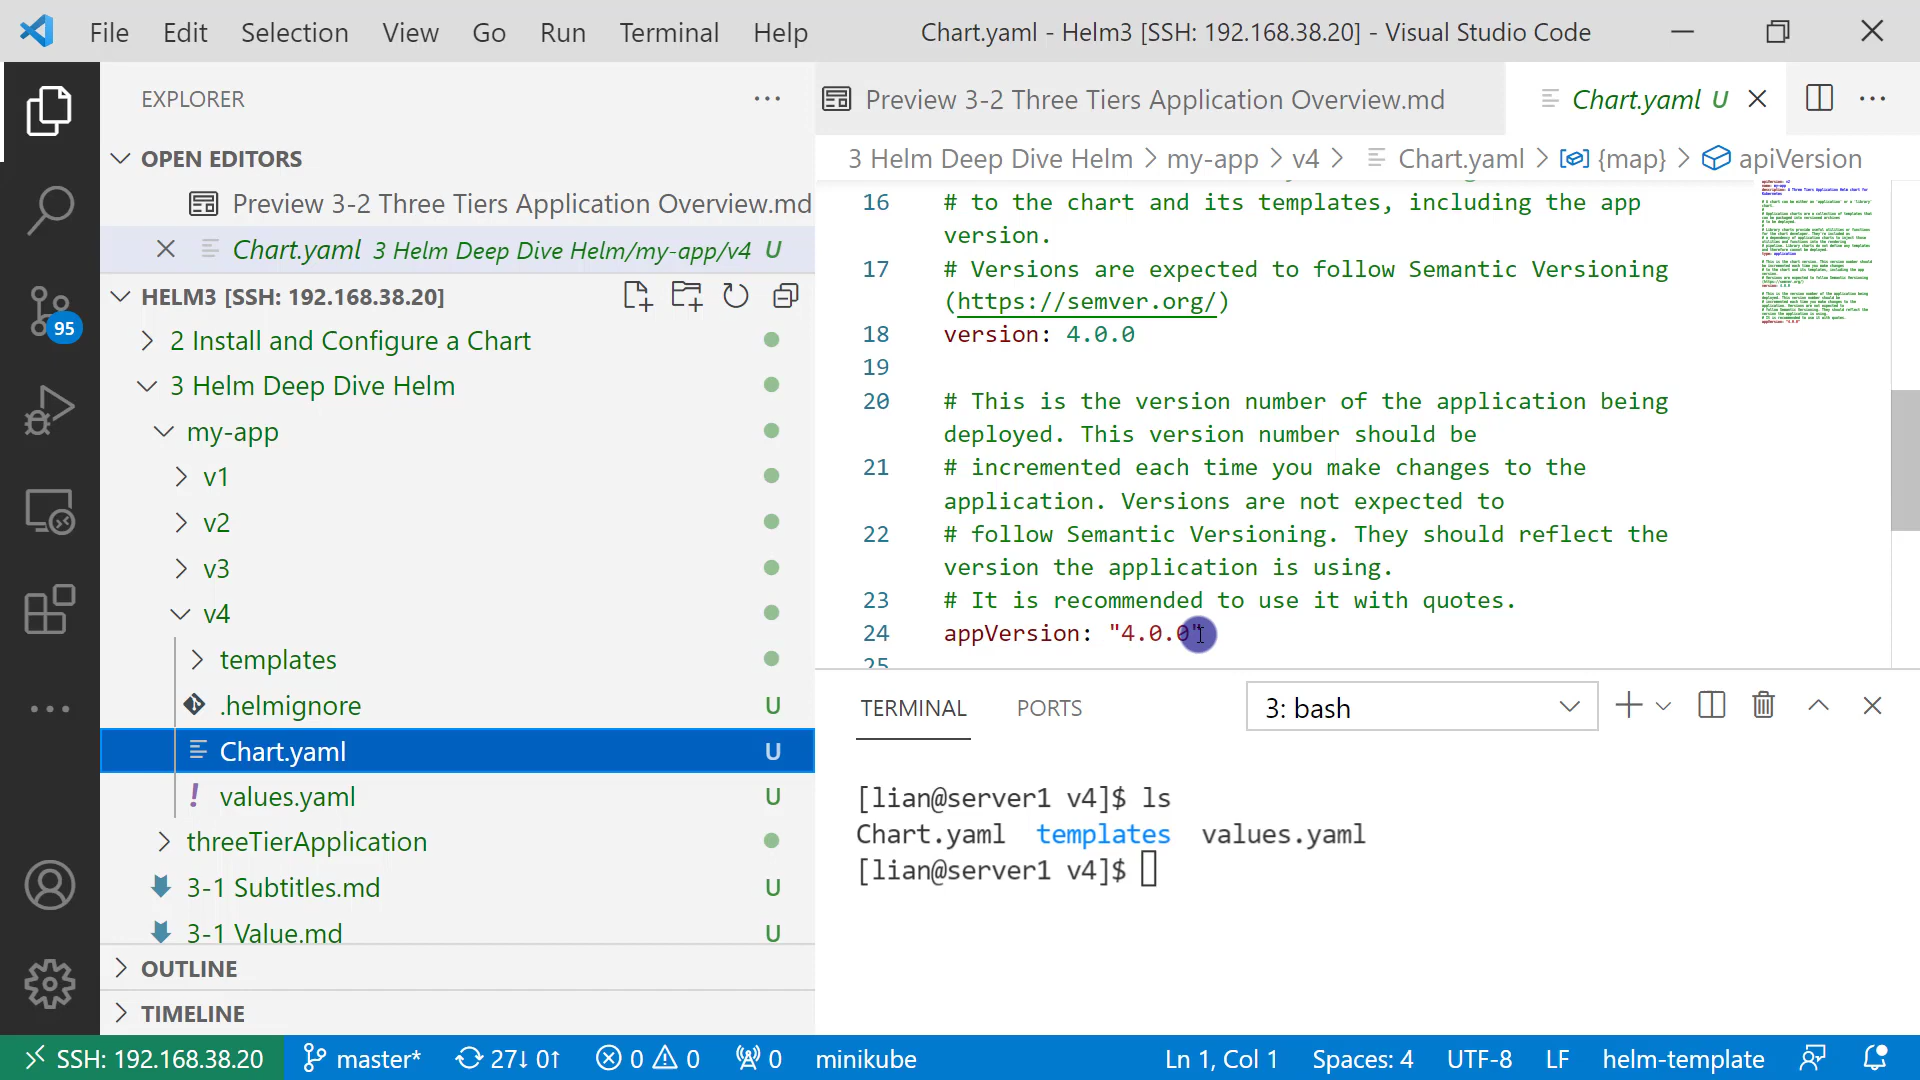 File Edit Selection View Go Run Terminal Help Chart.yaml - Helm3 [SSH: 192.168.38.20] - Visual Studio Code
EXPLORER
OPEN EDITORS
Preview 3-2 Three Tiers Application Overview.md
Chart.yaml 3 Helm Deep Dive Helm/my-app/v4 U
HELM3 [SSH: 192.168.38.20]
2 Install and Configure a Chart
3 Helm Deep Dive Helm
my-app
v1
v2
v3
v4
templates
.helmignore U
Chart.yaml U
values.yaml U
threeTierApplication
3-1 Subtitles.md U
3-1 Value.md U
OUTLINE
TIMELINE
95
Preview 3-2 Three Tiers Application Overview.md Chart.yaml U
3 Helm Deep Dive Helm > my-app > v4 > Chart.yaml > {map} > apiVersion
16 # to the chart and its templates, including the app
version.
17 # Versions are expected to follow Semantic Versioning
(https://semver.org/)
18 version: 4.0.0
19
20 # This is the version number of the application being
deployed. This version number should be
21 # incremented each time you make changes to the
application. Versions are not expected to
22 # follow Semantic Versioning. They should reflect the
version the application is using.
23 # It is recommended to use it with quotes.
24 appVersion: "4.0.0"
25
TERMINAL PORTS 3: bash
[lian@server1 v4]$ ls
Chart.yaml templates values.yaml
[lian@server1 v4]$
SSH: 192.168.38.20 master* 27↓ 0↑ 0 0 0 minikube Ln 1, Col 1 Spaces: 4 UTF-8 LF helm-template